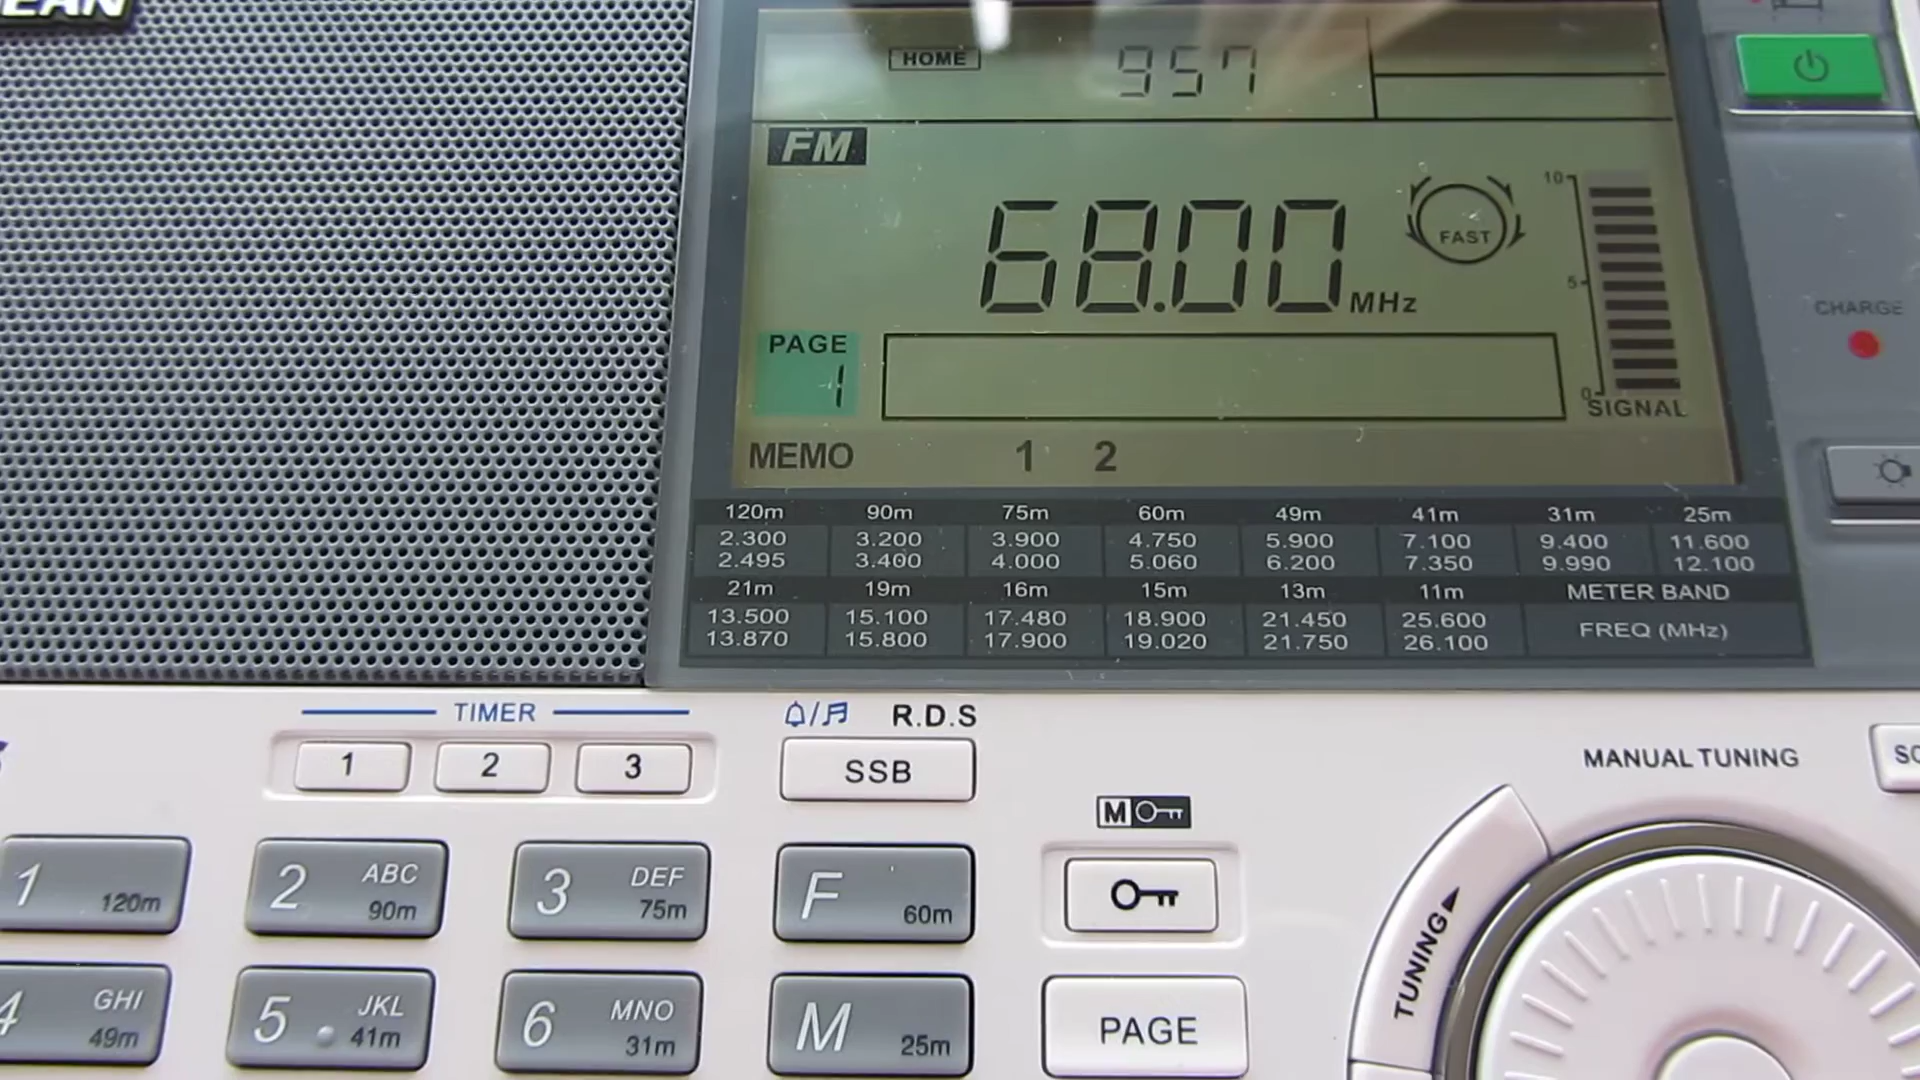 EAN
HOME 957
FM
68.00 MHz
FAST
10
5
0
SIGNAL
CHARGE
PAGE
1
MEMO 1 2
120m 90m 75m 60m 49m 41m 31m 25m
2.300 3.200 3.900 4.750 5.900 7.100 9.400 11.600
2.495 3.400 4.000 5.060 6.200 7.350 9.990 12.100
21m 19m 16m 15m 13m 11m METER BAND
13.500 15.100 17.480 18.900 21.450 25.600 FREQ (MHz)
13.870 15.800 17.900 19.020 21.750 26.100
TIMER
1 2 3
R.D.S
SSB
MANUAL TUNING
SC
M
1 120m
2 ABC 90m
3 DEF 75m
F 60m
TUNING
4 GHI 49m
5 JKL 41m
6 MNO 31m
M 25m
PAGE